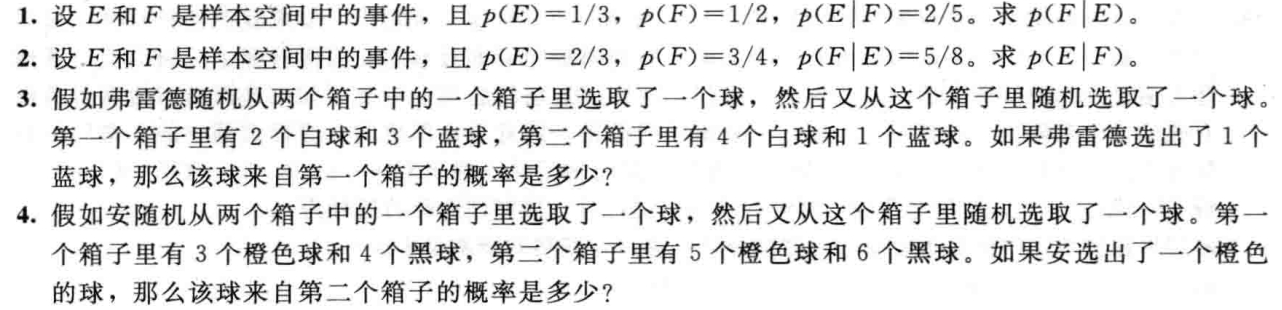 1. 设 E 和 F 是样本空间中的事件，且 p(E)=1/3，p(F)=1/2，p(E|F)=2/5。求 p(F|E)。
2. 设 E 和 F 是样本空间中的事件，且 p(E)=2/3，p(F)=3/4，p(F|E)=5/8。求 p(E|F)。
3. 假如弗雷德随机从两个箱子中的一个箱子里选取了一个球，然后又从这个箱子里随机选取了一个球。
第一个箱子里有 2 个白球和 3 个蓝球，第二个箱子里有 4 个白球和 1 个蓝球。如果弗雷德选出了 1 个
蓝球，那么该球来自第一个箱子的概率是多少？
4. 假如安随机从两个箱子中的一个箱子里选取了一个球，然后又从这个箱子里随机选取了一个球。第一
个箱子里有 3 个橙色球和 4 个黑球，第二个箱子里有 5 个橙色球和 6 个黑球。如果安选出了一个橙色
的球，那么该球来自第二个箱子的概率是多少？